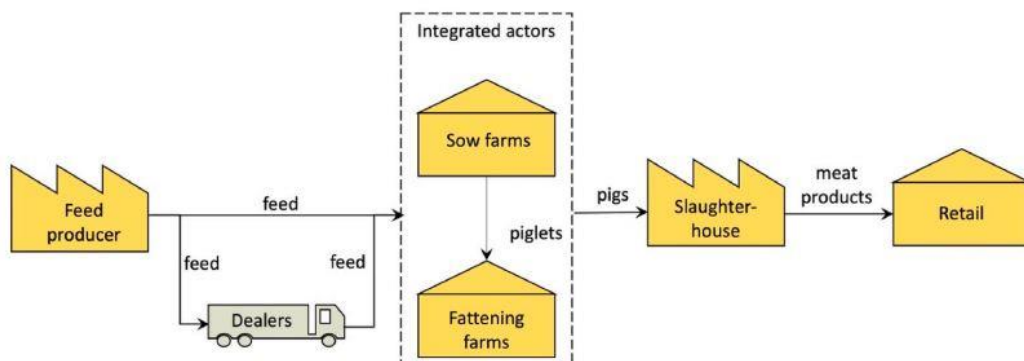 Integrated actors
Sow farms
Feed
producer
feed
feed
feed
Dealers
piglets
Fattening
farms
pigs
Slaughter-
house
meat
products
Retail